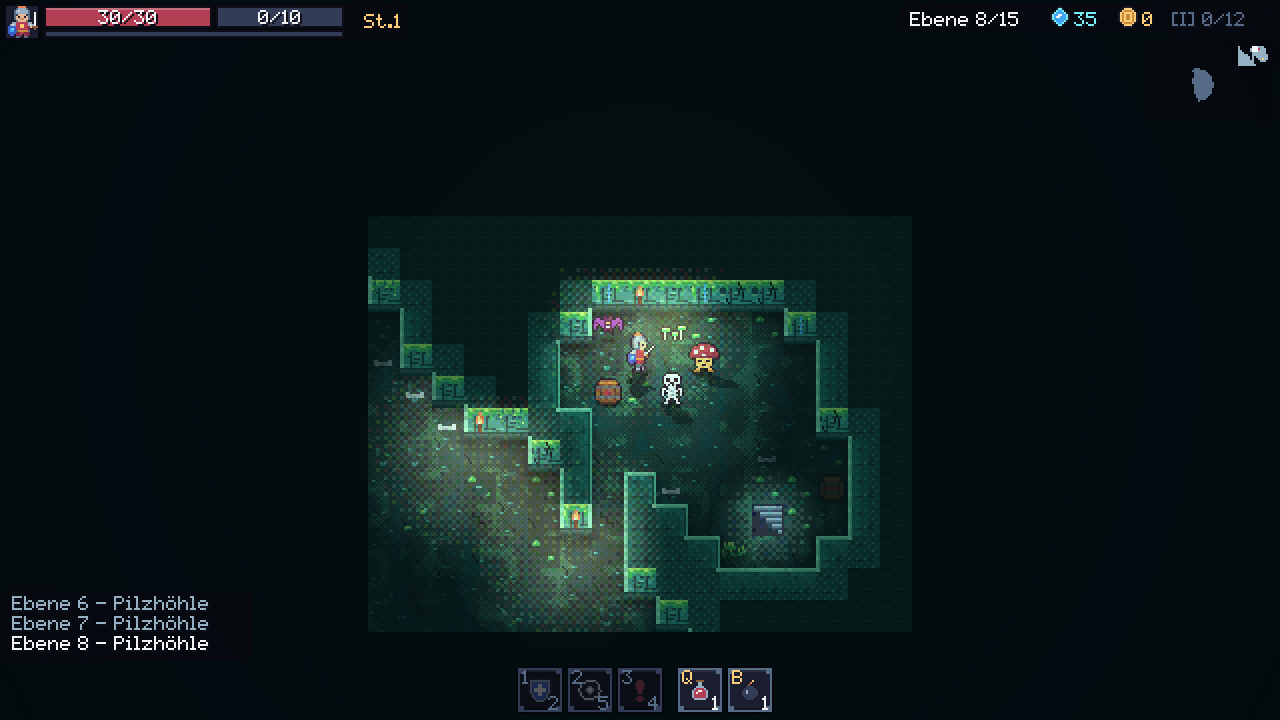 30/30 0/10 St.1 Ebene 8/15 35 0 [I] 0/12
Ebene 6 – Pilzhöhle
Ebene 7 – Pilzhöhle
Ebene 8 – Pilzhöhle
1 2 3 Q B
2 5 4 1 1